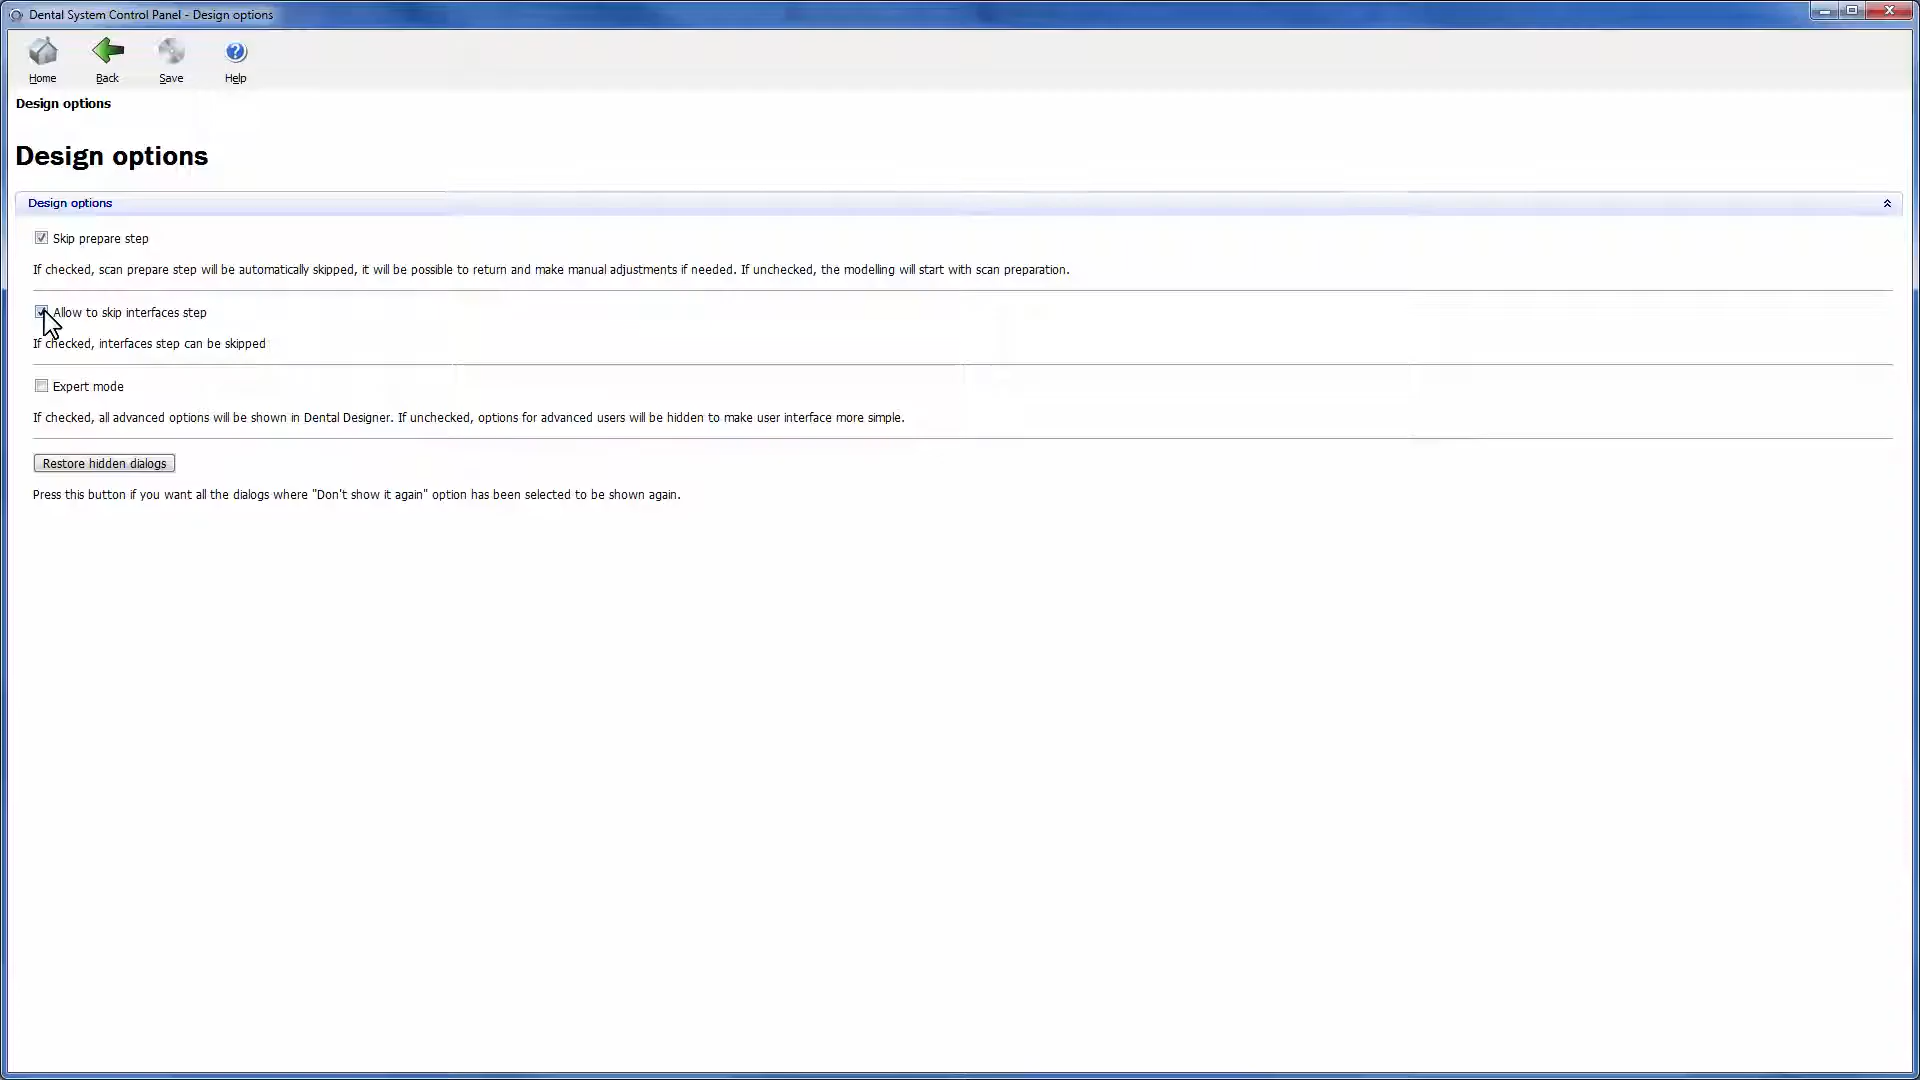 Dental System Control Panel - Design options
Home Back Save Help
Design options
Design options
Design options
Skip prepare step
If checked, scan prepare step will be automatically skipped, it will be possible to return and make manual adjustments if needed. If unchecked, the modelling will start with scan preparation.
Allow to skip interfaces step
If checked, interfaces step can be skipped
Expert mode
If checked, all advanced options will be shown in Dental Designer. If unchecked, options for advanced users will be hidden to make user interface more simple.
Restore hidden dialogs
Press this button if you want all the dialogs where "Don't show it again" option has been selected to be shown again.